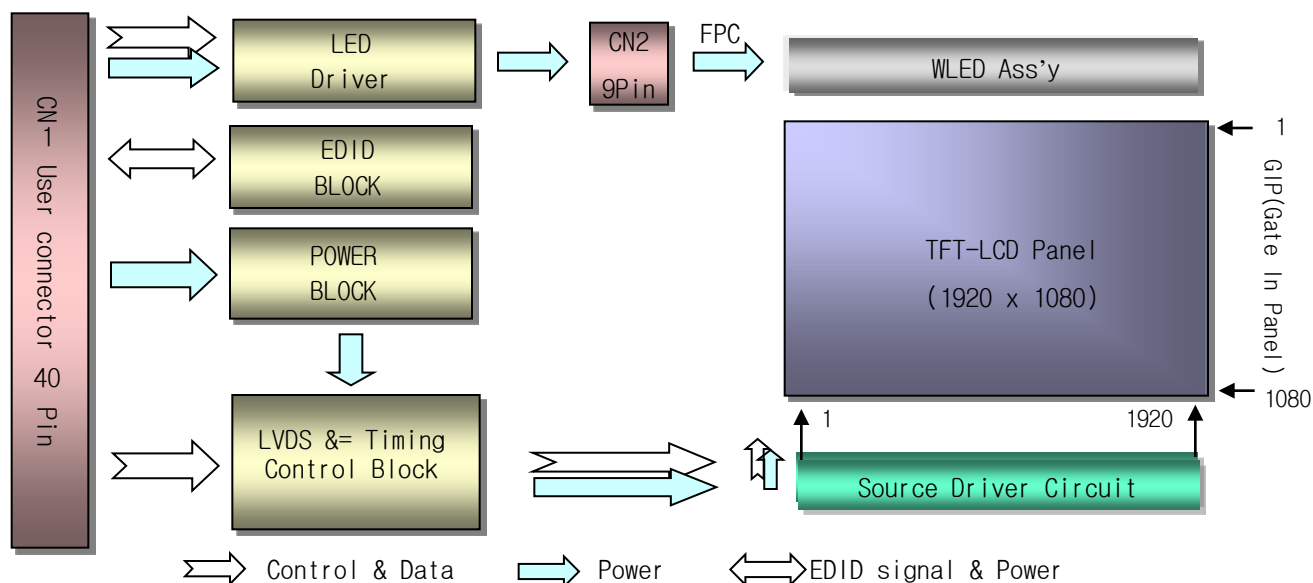 CN-1 User connector 40 Pin
LED
Driver
CN2
9Pin
FPC
WLED Ass'y
EDID
BLOCK
POWER
BLOCK
LVDS &= Timing
Control Block
TFT-LCD Panel
(1920 x 1080)
1
GIP(Gate In Panel)
1080
1
1920
Source Driver Circuit
Control & Data
Power
EDID signal & Power